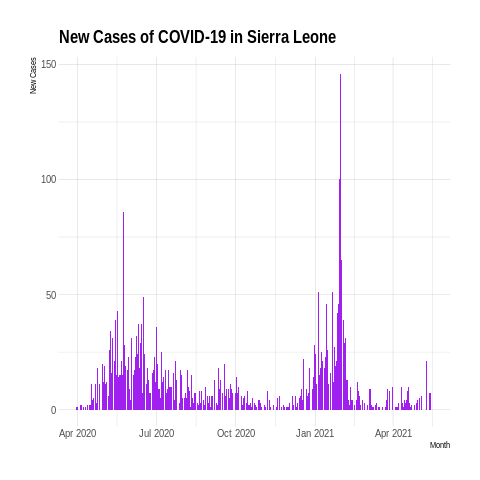 New Cases of COVID-19 in Sierra Leone
New Cases
150
100
50
0
Apr 2020 Jul 2020 Oct 2020 Jan 2021 Apr 2021
Month